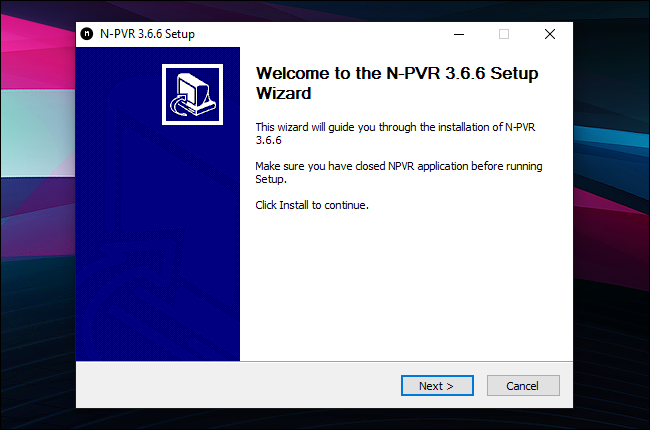 N-PVR 3.6.6 Setup
Welcome to the N-PVR 3.6.6 Setup
Wizard
This wizard will guide you through the installation of N-PVR
3.6.6
Make sure you have closed NPVR application before running
Setup.
Click Install to continue.
Next >
Cancel